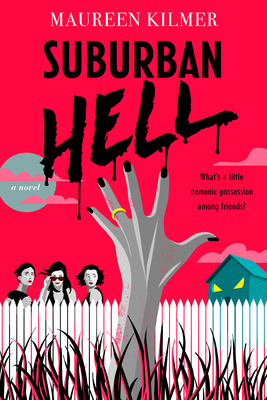 MAUREEN KILMER
SUBURBAN
HELL
a novel
What's a little
demonic possession
among friends?